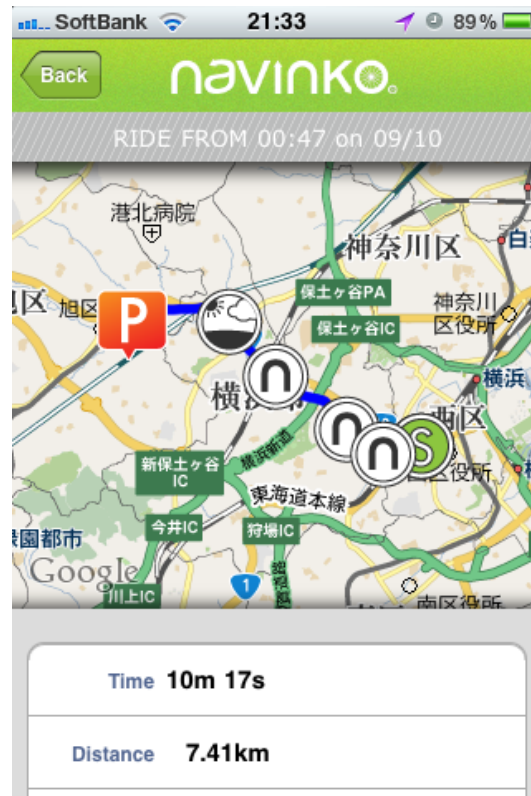 SoftBank 21:33 89%
Back navinko
RIDE FROM 00:47 on 09/10
港北病院
神奈川区
保土ヶ谷PA
神奈川
区役所
保土ヶ谷IC
旭区
P
横浜
西区
S
区役所
新保土ヶ谷
IC
横浜新道
東海道本線
今井IC
狩場IC
Google
川上IC
1
南区役所
Time 10m 17s
Distance 7.41km